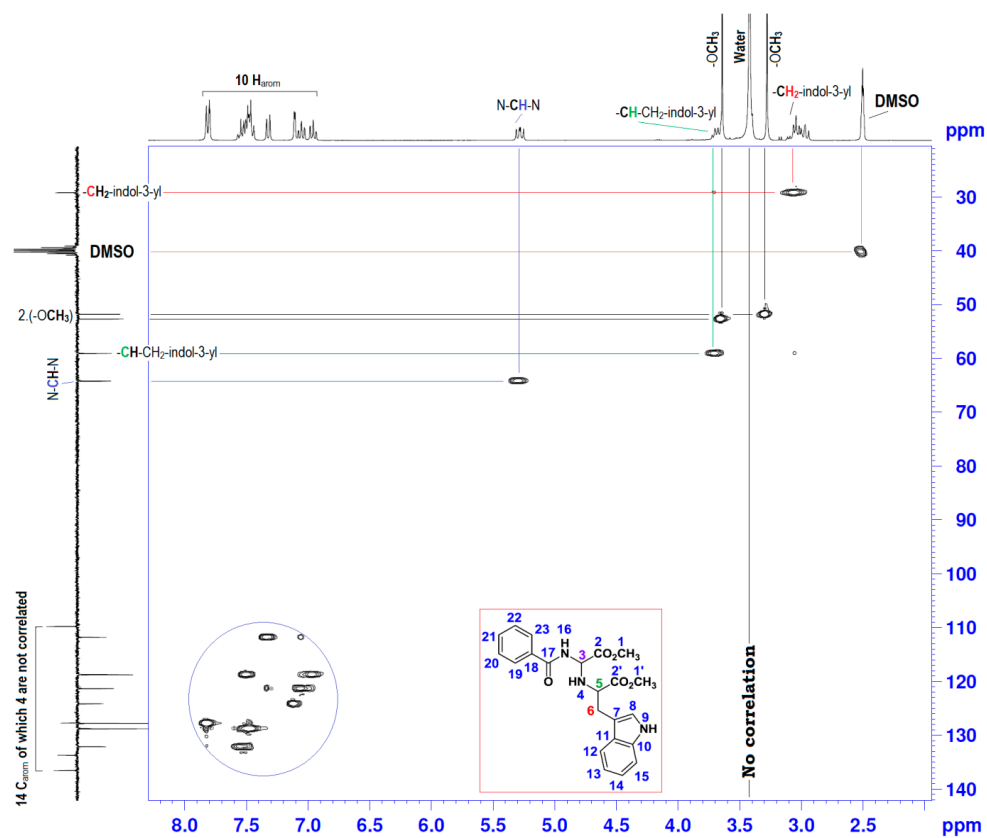 -OCH3
Water
-OCH3
10 Harom
N-CH-N
-CH-CH2-indol-3-yl
-CH2-indol-3-yl
DMSO
ppm
-CH2-indol-3-yl
30
DMSO
40
2.(-OCH3)
50
-CH-CH2-indol-3-yl
60
N-CH-N
70
80
90
100
14 Carom of which 4 are not correlated
110
120
130
140
No correlation
22
23
16
H
2
1
21
N
3
CO2CH3
20
18
17
2'
1'
19
O
HN
CO2CH3
4
5
6
8
7
9
NH
11
10
12
13
15
14
8.0 7.5 7.0 6.5 6.0 5.5 5.0 4.5 4.0 3.5 3.0 2.5 ppm